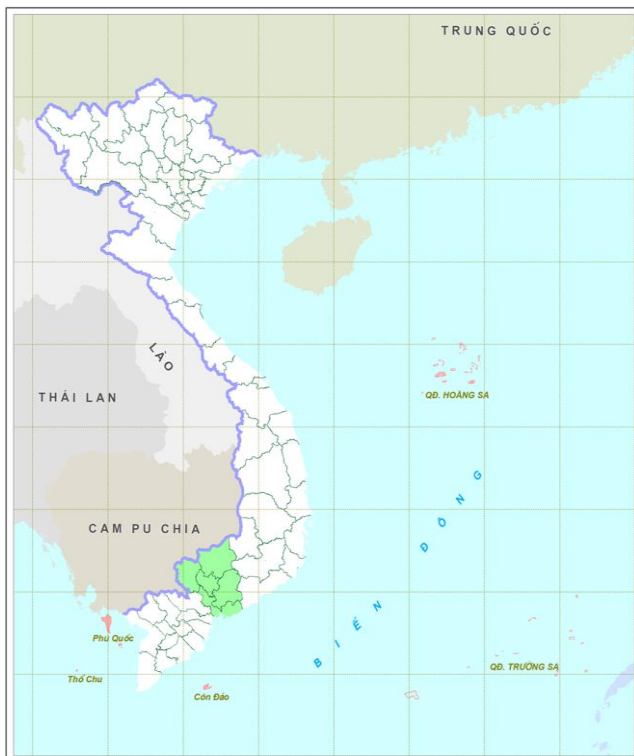 TRUNG QUỐC
LÀO
THÁI LAN
QĐ. HOÀNG SA
CAM PU CHIA
BIỂN ĐÔNG
Phú Quốc
QĐ. TRƯỜNG SA
Thổ Chu
Côn Đảo